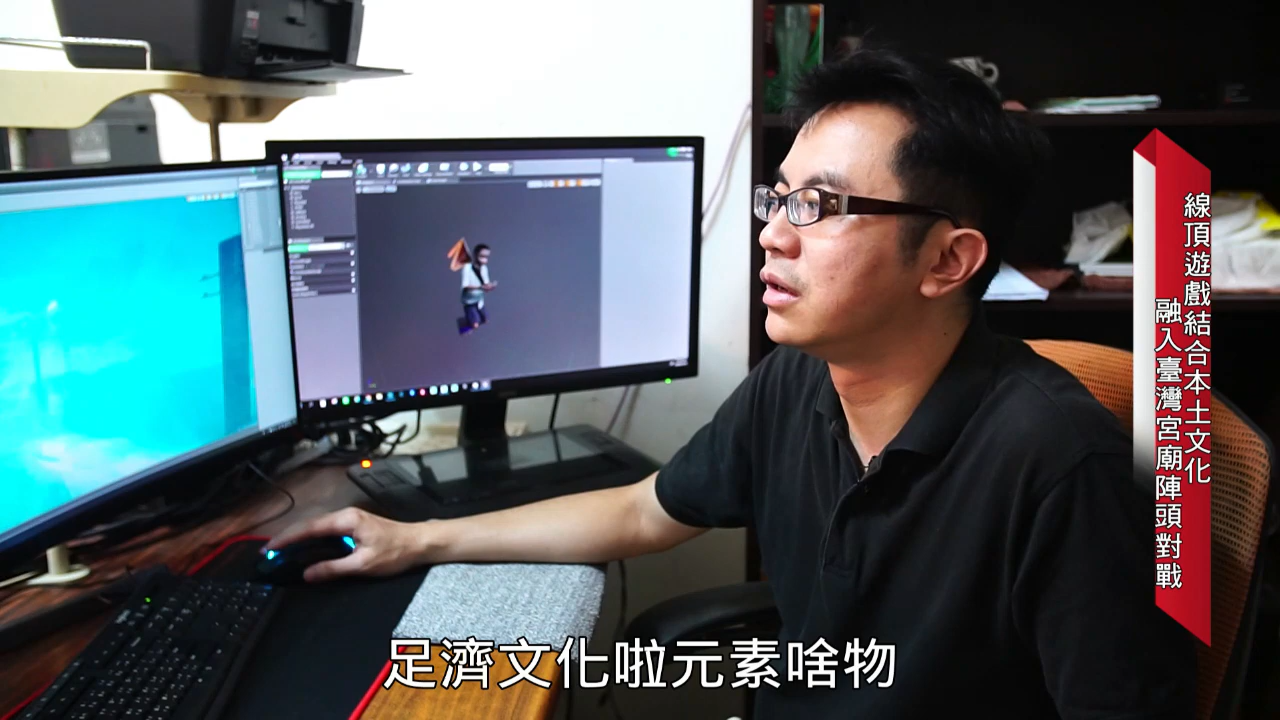 線頂遊戲結合本土文化
融入臺灣宮廟陣頭對戰
足濟文化啦元素啥物